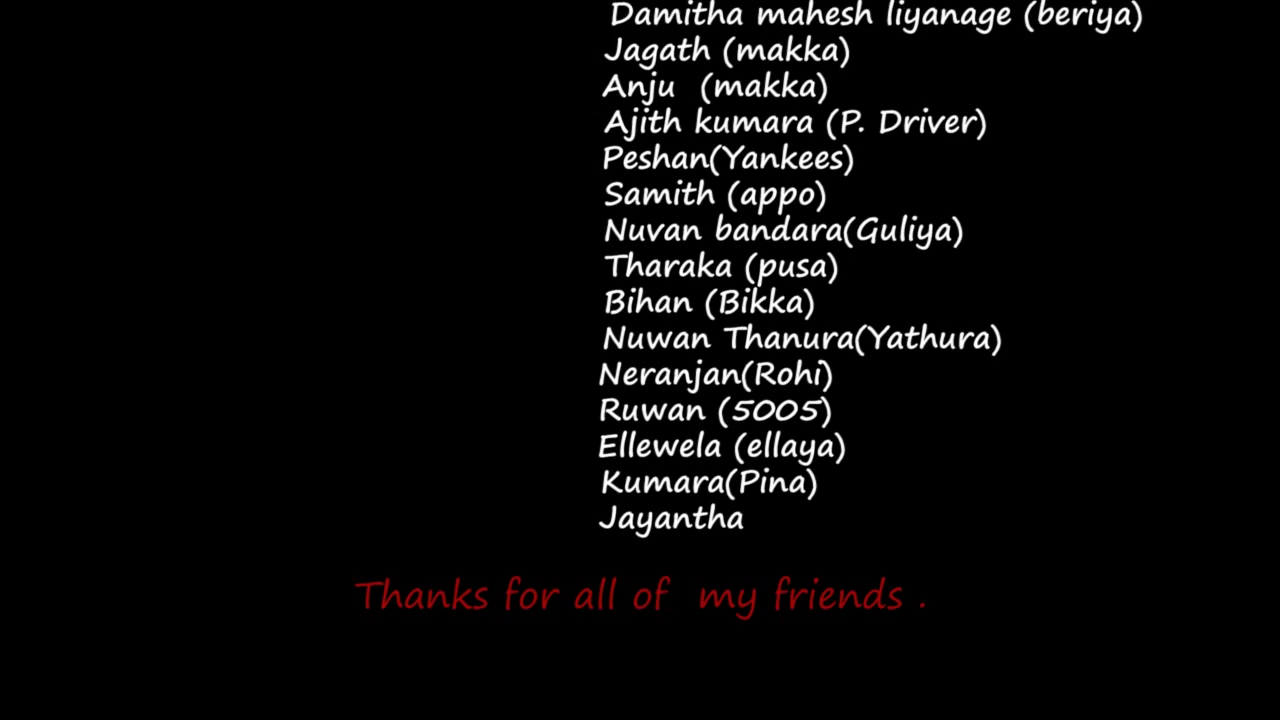 Damitha mahesh liyanage (beriya)
Jagath (makka)
Anju  (makka)
Ajith kumara (P. Driver)
Peshan(Yankees)
Samith (appo)
Nuvan bandara(Guliya)
Tharaka (pusa)
Bihan (Bikka)
Nuwan Thanura(Yathura)
Neranjan(Rohi)
Ruwan (5005)
Ellewela (ellaya)
Kumara(Pina)
Jayantha
Thanks for all of  my friends .